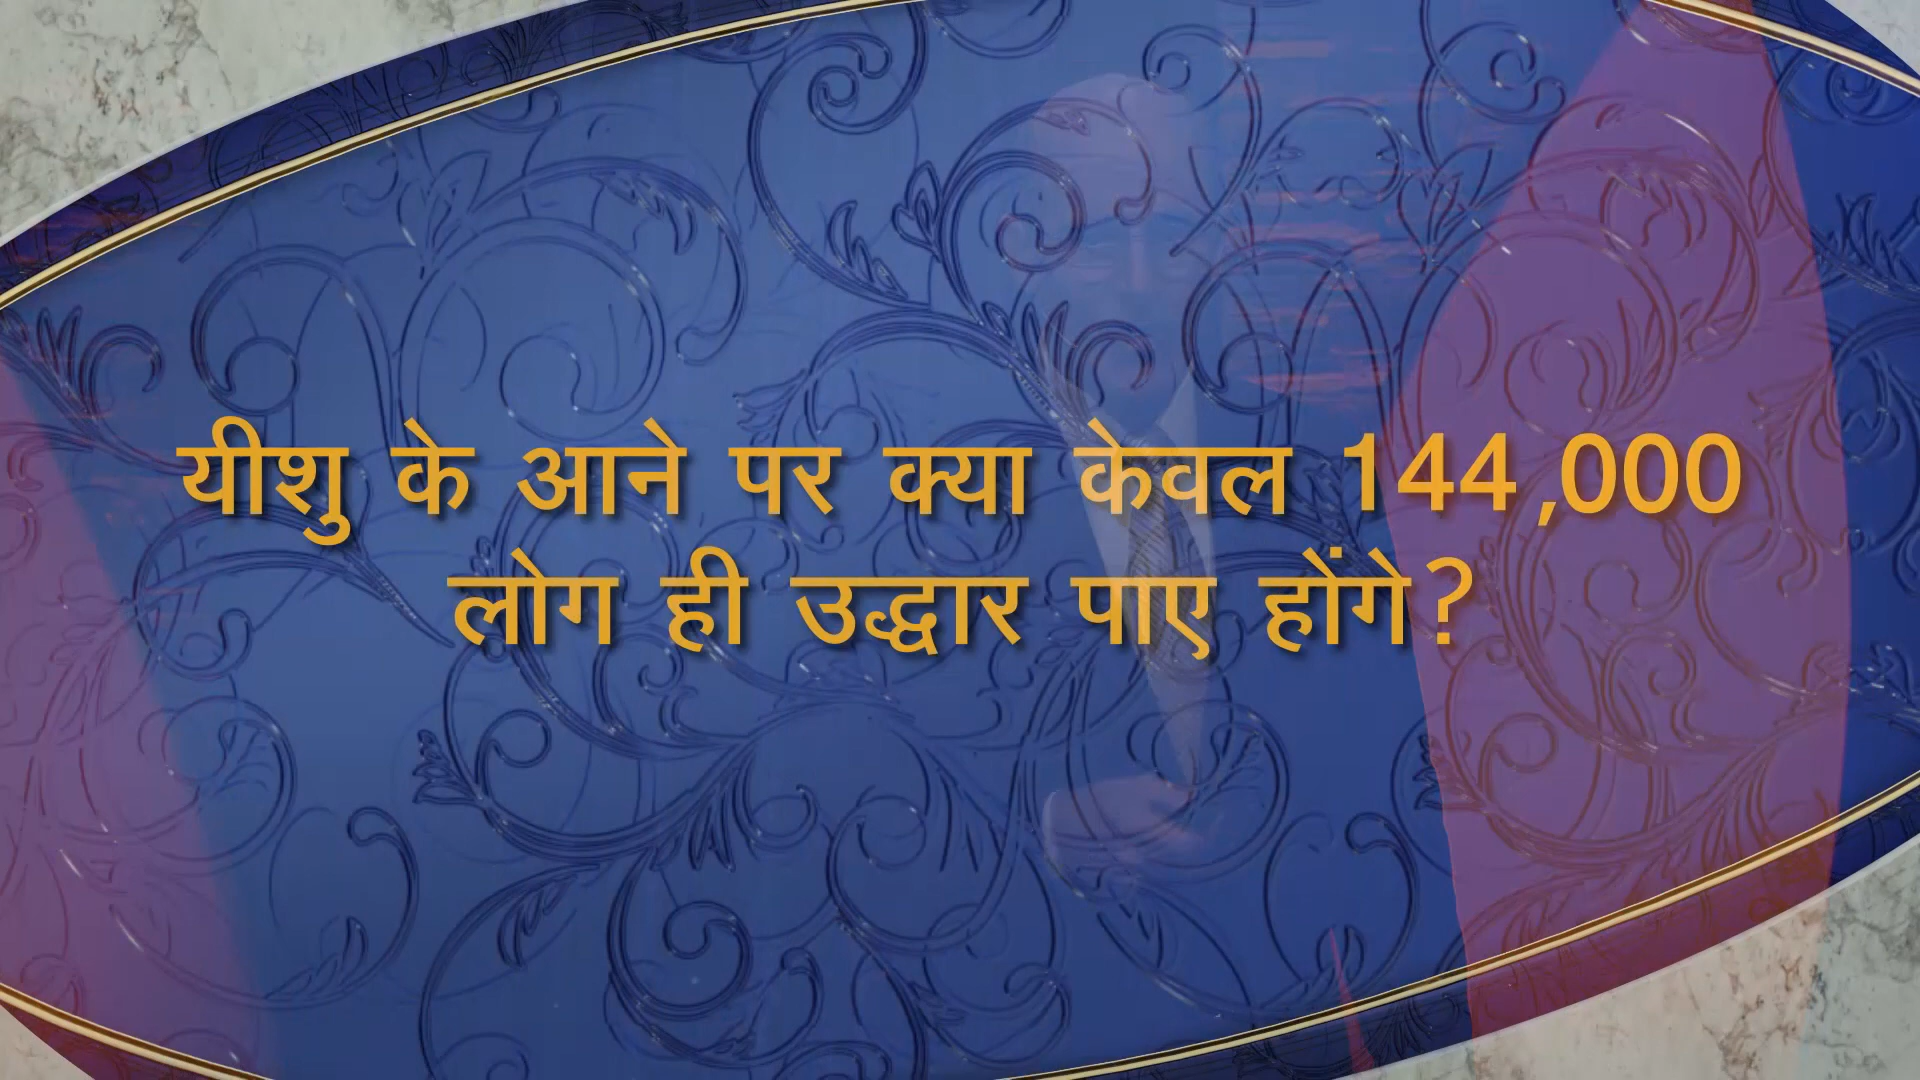 यीशु के आने पर क्या केवल 144,000
लोग ही उद्धार पाए होंगे?